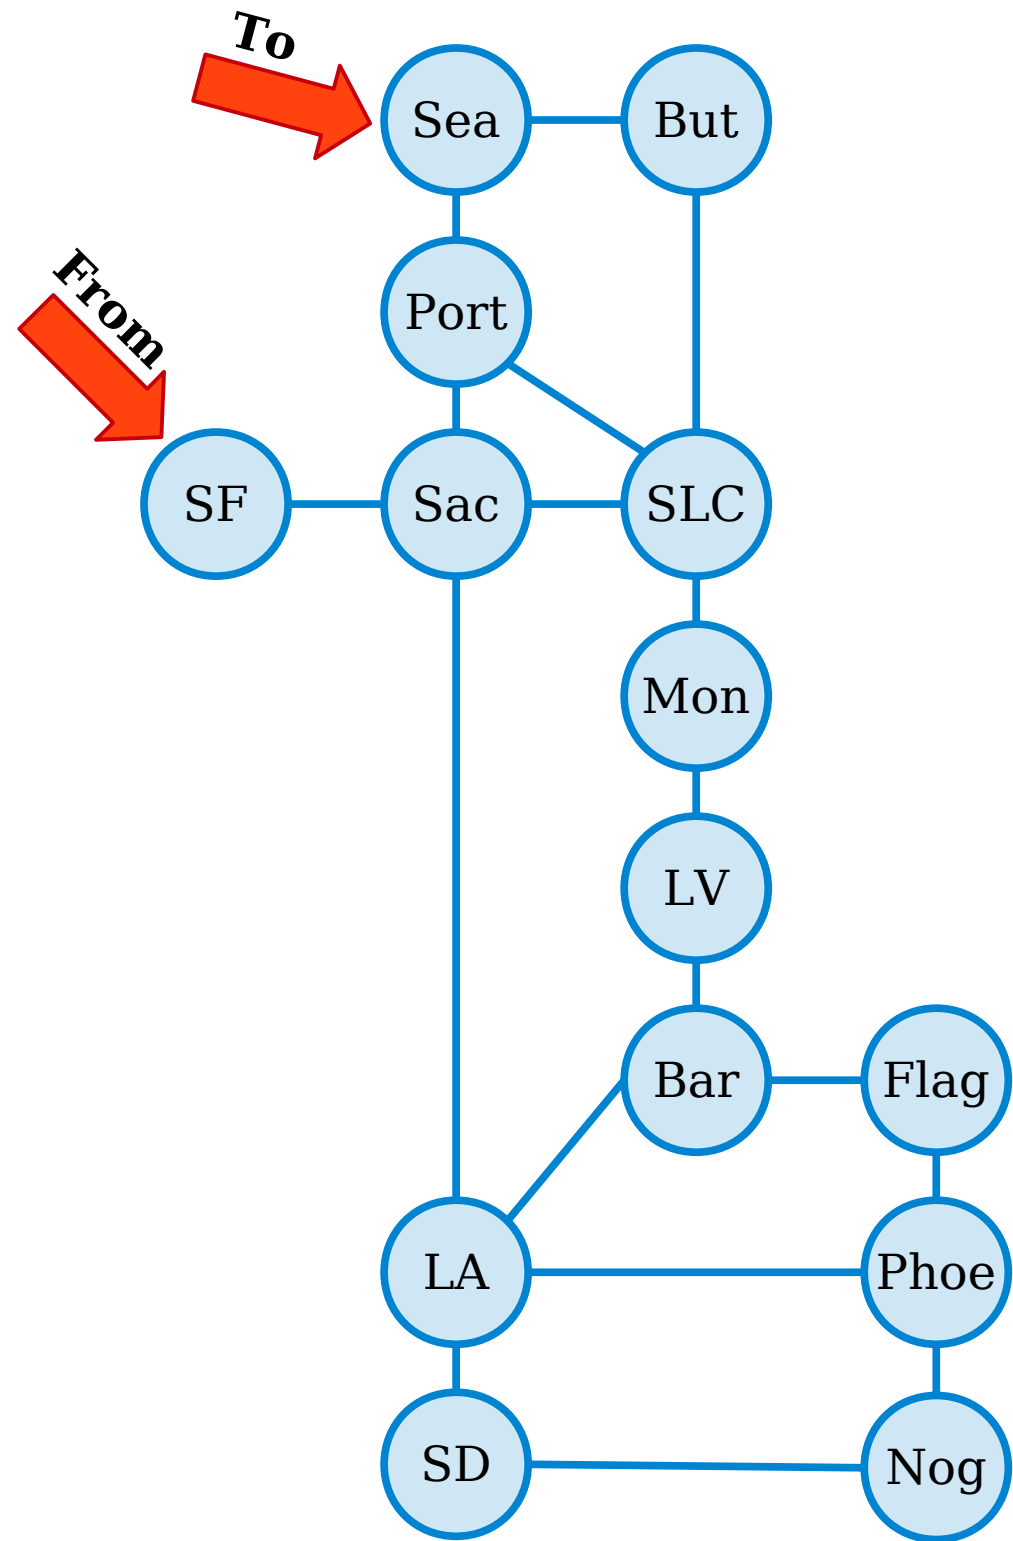 To
Sea
But
From
Port
SF
Sac
SLC
Mon
LV
Bar
Flag
LA
Phoe
SD
Nog